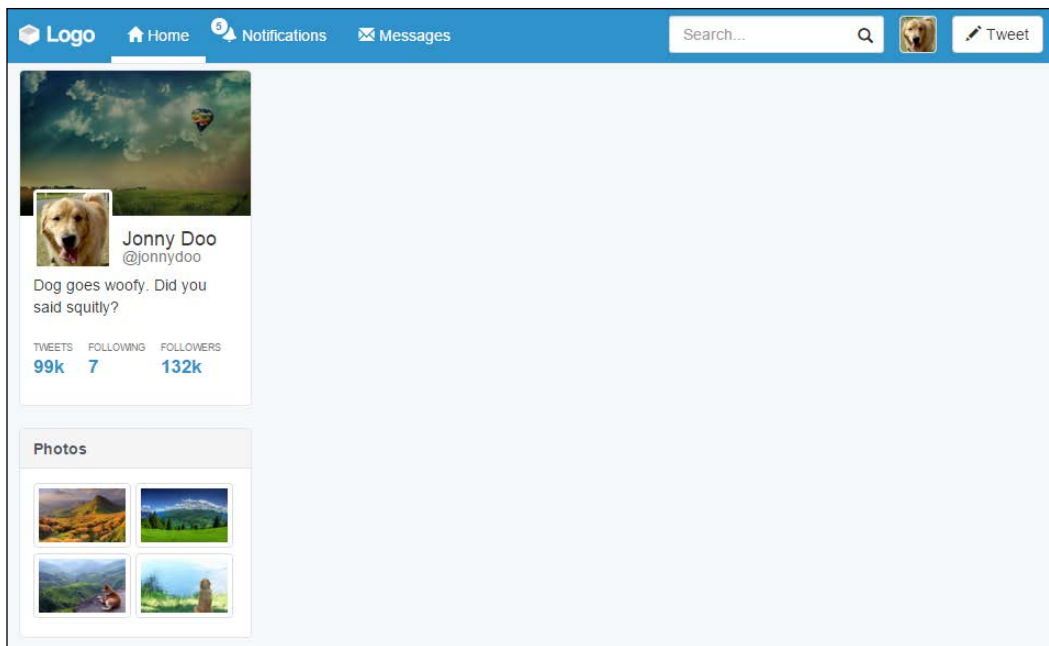 Logo Home 5 Notifications Messages Search... Tweet
Jonny Doo
@jonnydoo
Dog goes woofy. Did you
said squitly?
TWEETS FOLLOWING FOLLOWERS
99k 7 132k
Photos